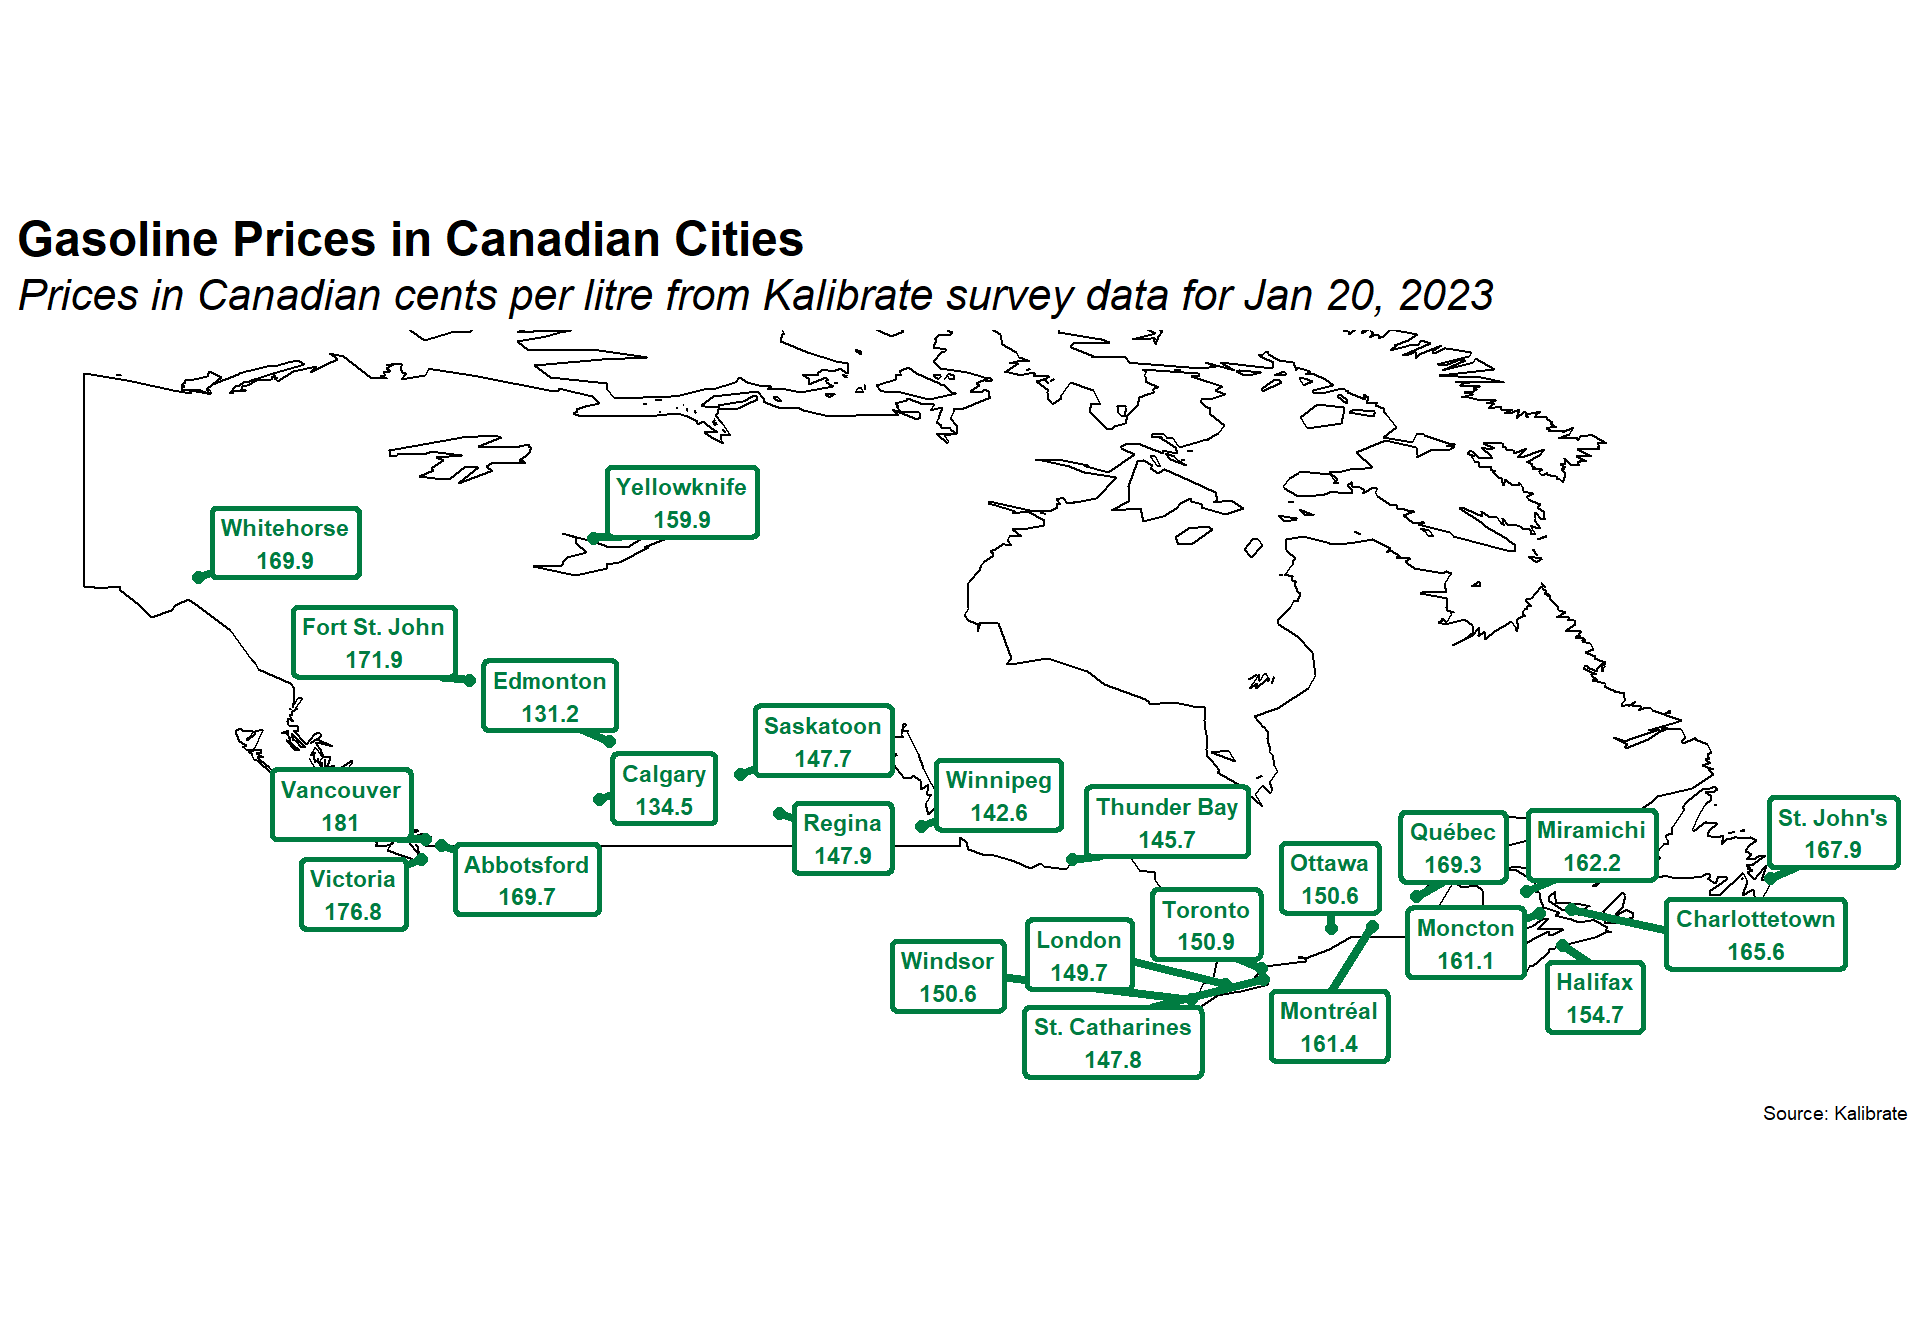 Gasoline Prices in Canadian Cities
Prices in Canadian cents per litre from Kalibrate survey data for Jan 20, 2023
Yellowknife
159.9
Whitehorse
169.9
Fort St. John
171.9
Edmonton
131.2
Saskatoon
147.7
Calgary
134.5
Winnipeg
142.6
Vancouver
181
Thunder Bay
145.7
St. John's
167.9
Regina
147.9
Québec
169.3
Miramichi
162.2
Abbotsford
169.7
Ottawa
150.6
Victoria
176.8
Toronto
150.9
Charlottetown
165.6
Moncton
161.1
London
149.7
Windsor
150.6
Halifax
154.7
Montréal
161.4
St. Catharines
147.8
Source: Kalibrate